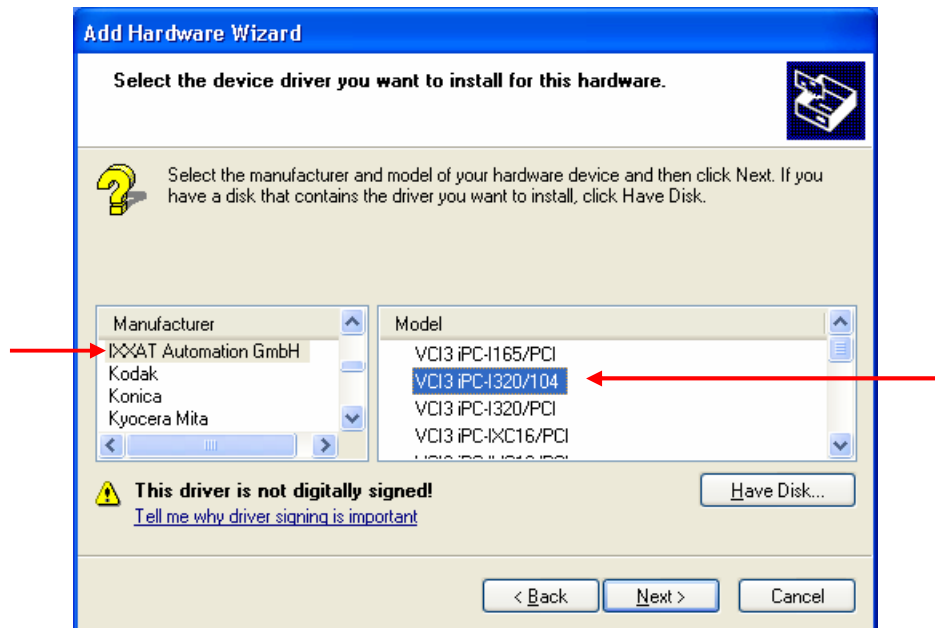 Add Hardware Wizard
Select the device driver you want to install for this hardware.
Select the manufacturer and model of your hardware device and then click Next. If you
have a disk that contains the driver you want to install, click Have Disk.
Manufacturer
IXXAT Automation GmbH
Kodak
Konica
Kyocera Mita
Model
VCI3 iPC-I165/PCI
VCI3 iPC-I320/104
VCI3 iPC-I320/PCI
VCI3 iPC-IXC16/PCI
This driver is not digitally signed!
Tell me why driver signing is important
Have Disk...
< Back
Next >
Cancel